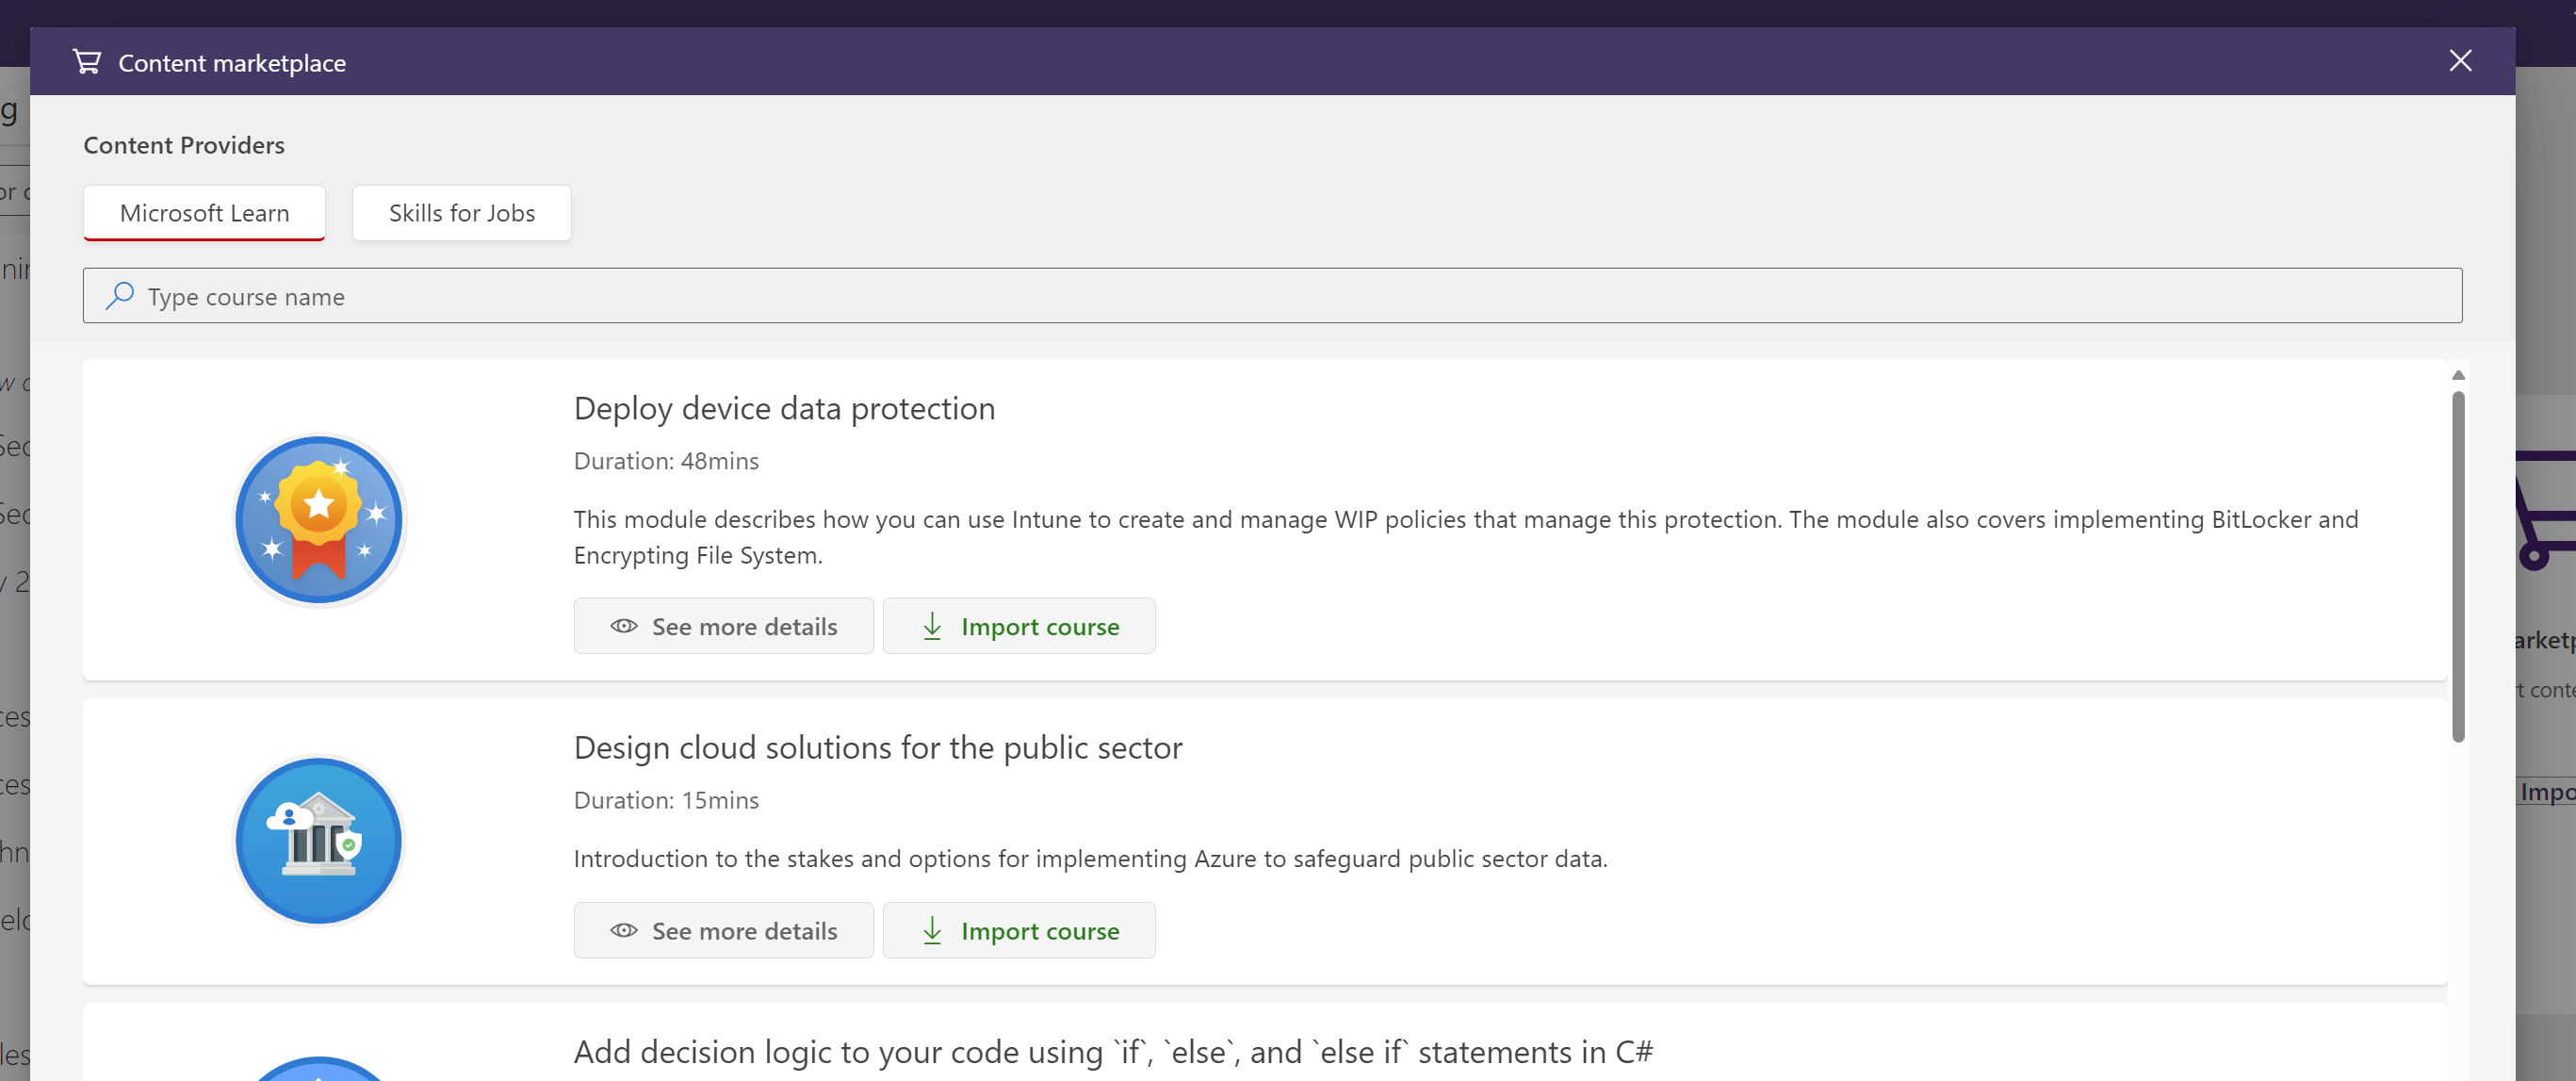 Content marketplace
Content Providers
Microsoft Learn
Skills for Jobs
Type course name
Deploy device data protection
Duration: 48mins
This module describes how you can use Intune to create and manage WIP policies that manage this protection. The module also covers implementing BitLocker and
Encrypting File System.
See more details
Import course
Design cloud solutions for the public sector
Duration: 15mins
Introduction to the stakes and options for implementing Azure to safeguard public sector data.
See more details
Import course
Add decision logic to your code using `if`, `else`, and `else if` statements in C#